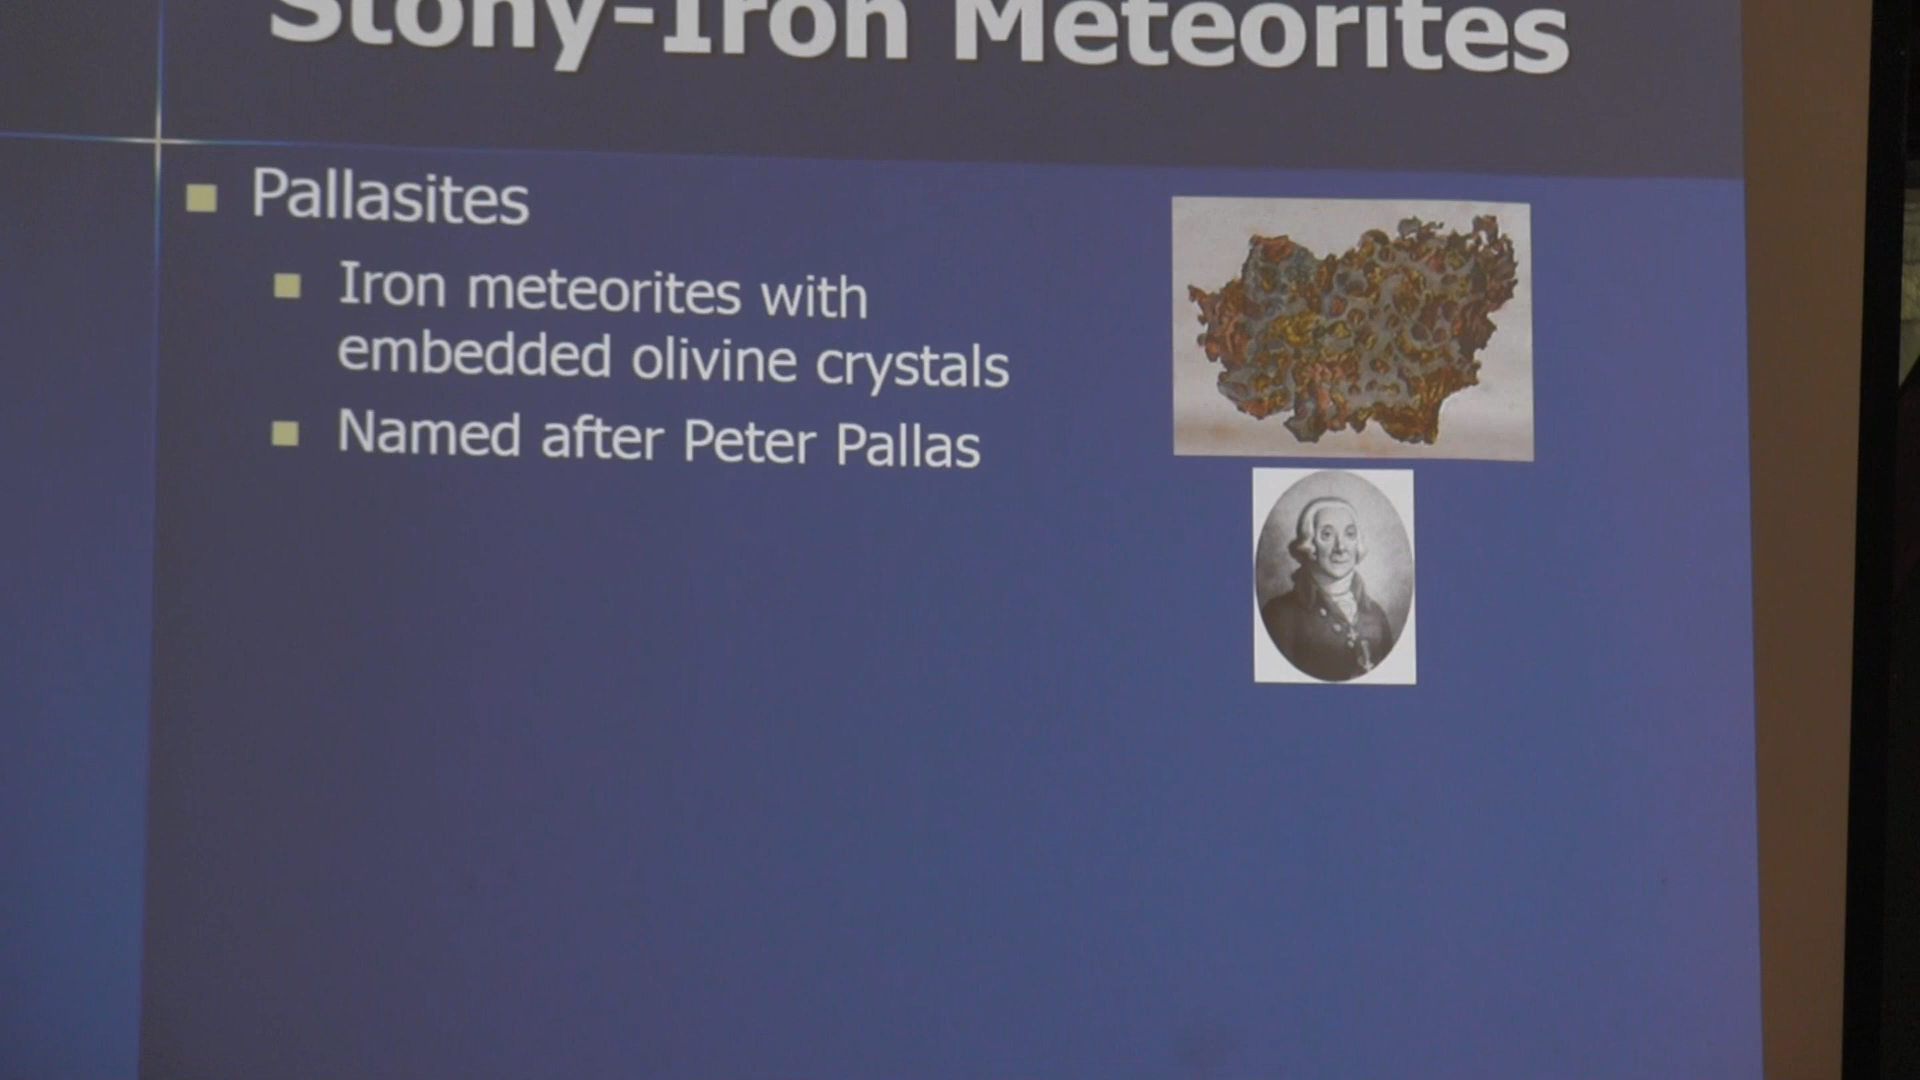 Stony-Iron Meteorites
Pallasites
Iron meteorites with
embedded olivine crystals
Named after Peter Pallas